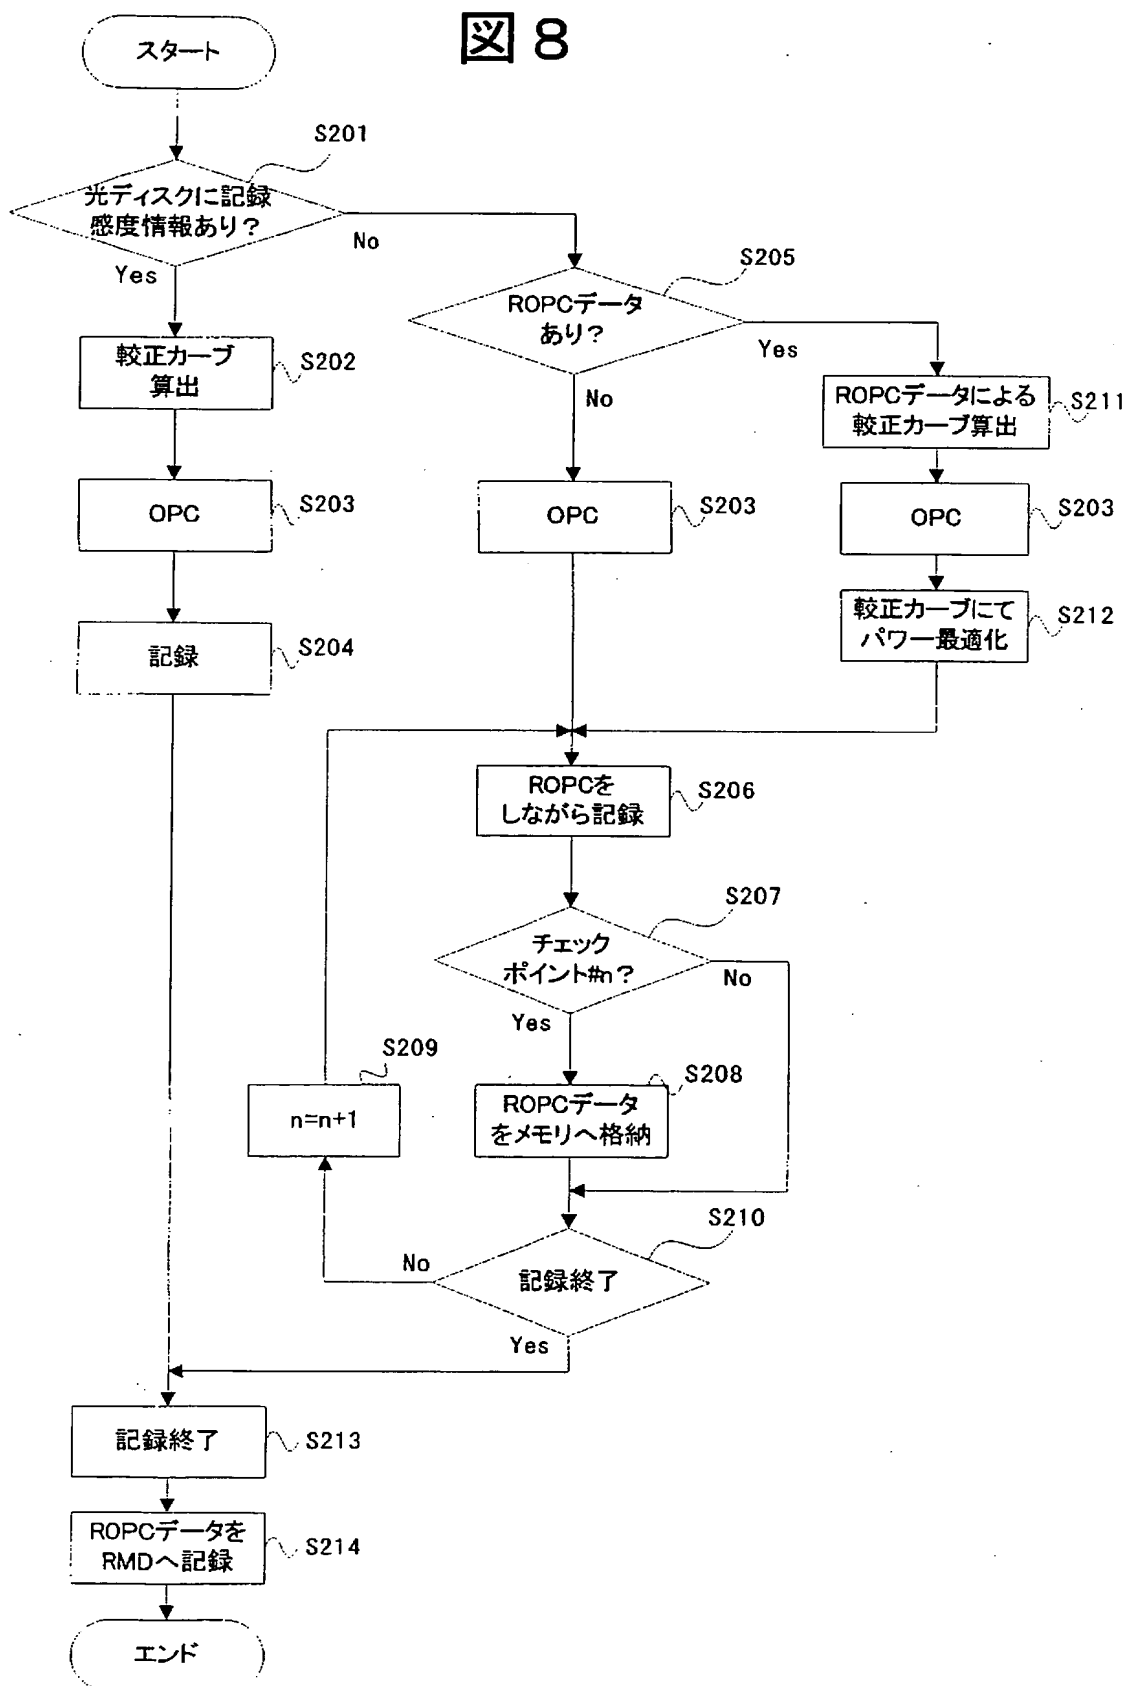 図8
スタート
S201
光ディスクに記録
感度情報あり?
No
Yes
S205
ROPCデータ
あり?
Yes
No
較正カーブ
算出
S202
ROPCデータによる
較正カーブ算出
S211
OPC
S203
OPC
S203
OPC
S203
記録
S204
較正カーブにて
パワー最適化
S212
ROPCを
しながら記録
S206
S207
チェック
ポイント#n?
No
Yes
S209
n=n+1
S208
ROPCデータ
をメモリへ格納
S210
記録終了
No
Yes
記録終了
S213
ROPCデータを
RMDへ記録
S214
エンド